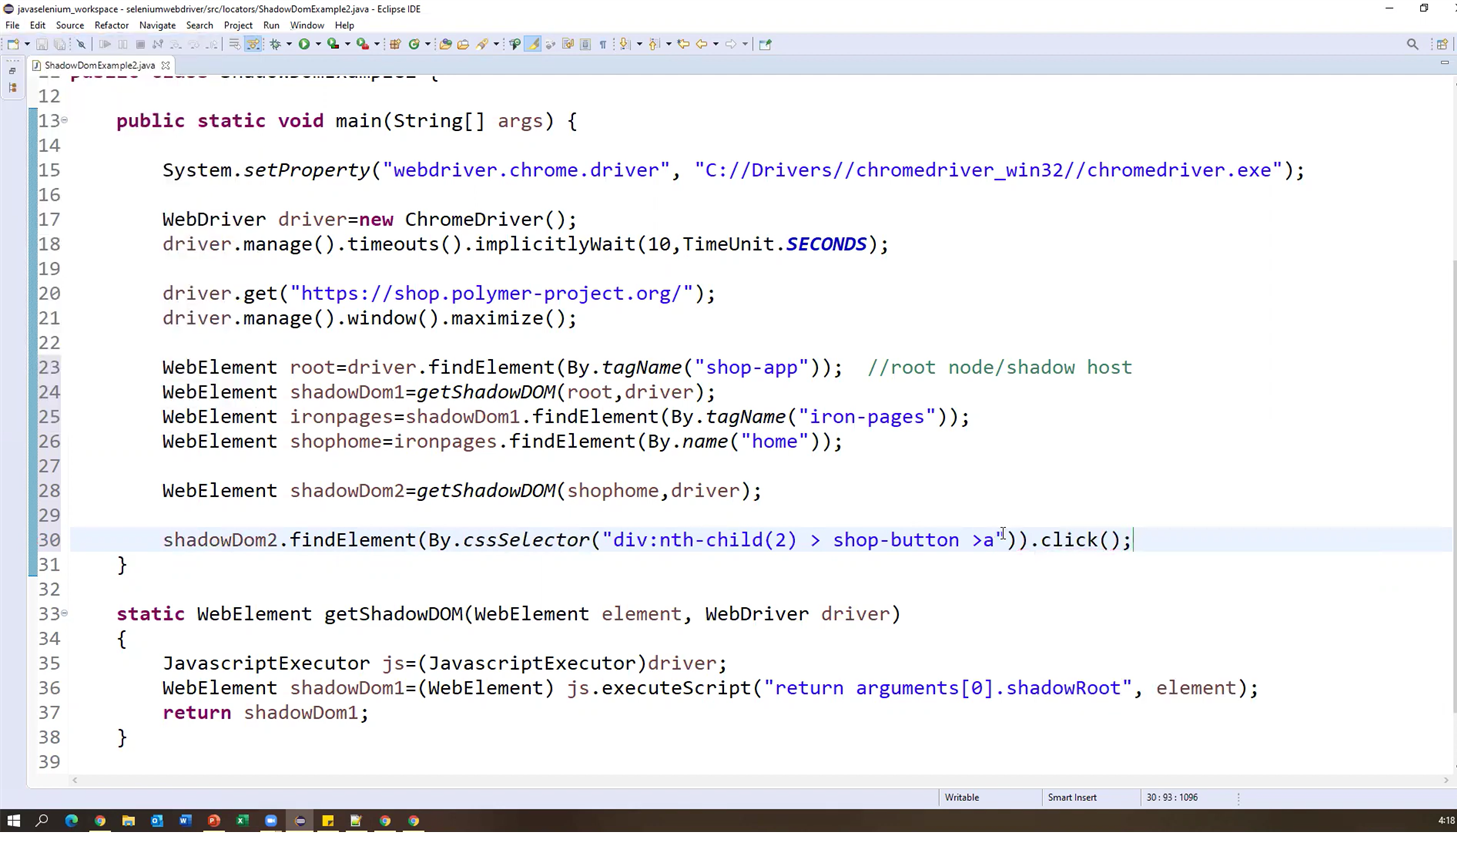 javaselenium_workspace - seleniumwebdriver/src/locators/ShadowDomExample2.java - Eclipse IDE
File Edit Source Refactor Navigate Search Project Run Window Help
ShadowDomExample2.java
11 public class ShadowDomExample2 {
12
13 public static void main(String[] args) {
14
15 System.setProperty("webdriver.chrome.driver", "C://Drivers//chromedriver_win32//chromedriver.exe");
16
17 WebDriver driver=new ChromeDriver();
18 driver.manage().timeouts().implicitlyWait(10,TimeUnit.SECONDS);
19
20 driver.get("https://shop.polymer-project.org/");
21 driver.manage().window().maximize();
22
23 WebElement root=driver.findElement(By.tagName("shop-app")); //root node/shadow host
24 WebElement shadowDom1=getShadowDOM(root,driver);
25 WebElement ironpages=shadowDom1.findElement(By.tagName("iron-pages"));
26 WebElement shophome=ironpages.findElement(By.name("home"));
27
28 WebElement shadowDom2=getShadowDOM(shophome,driver);
29
30 shadowDom2.findElement(By.cssSelector("div:nth-child(2) > shop-button >a")).click();
31 }
32
33 static WebElement getShadowDOM(WebElement element, WebDriver driver)
34 {
35 JavascriptExecutor js=(JavascriptExecutor)driver;
36 WebElement shadowDom1=(WebElement) js.executeScript("return arguments[0].shadowRoot", element);
37 return shadowDom1;
38 }
39
Writable Smart Insert 30 : 93 : 1096
4:18